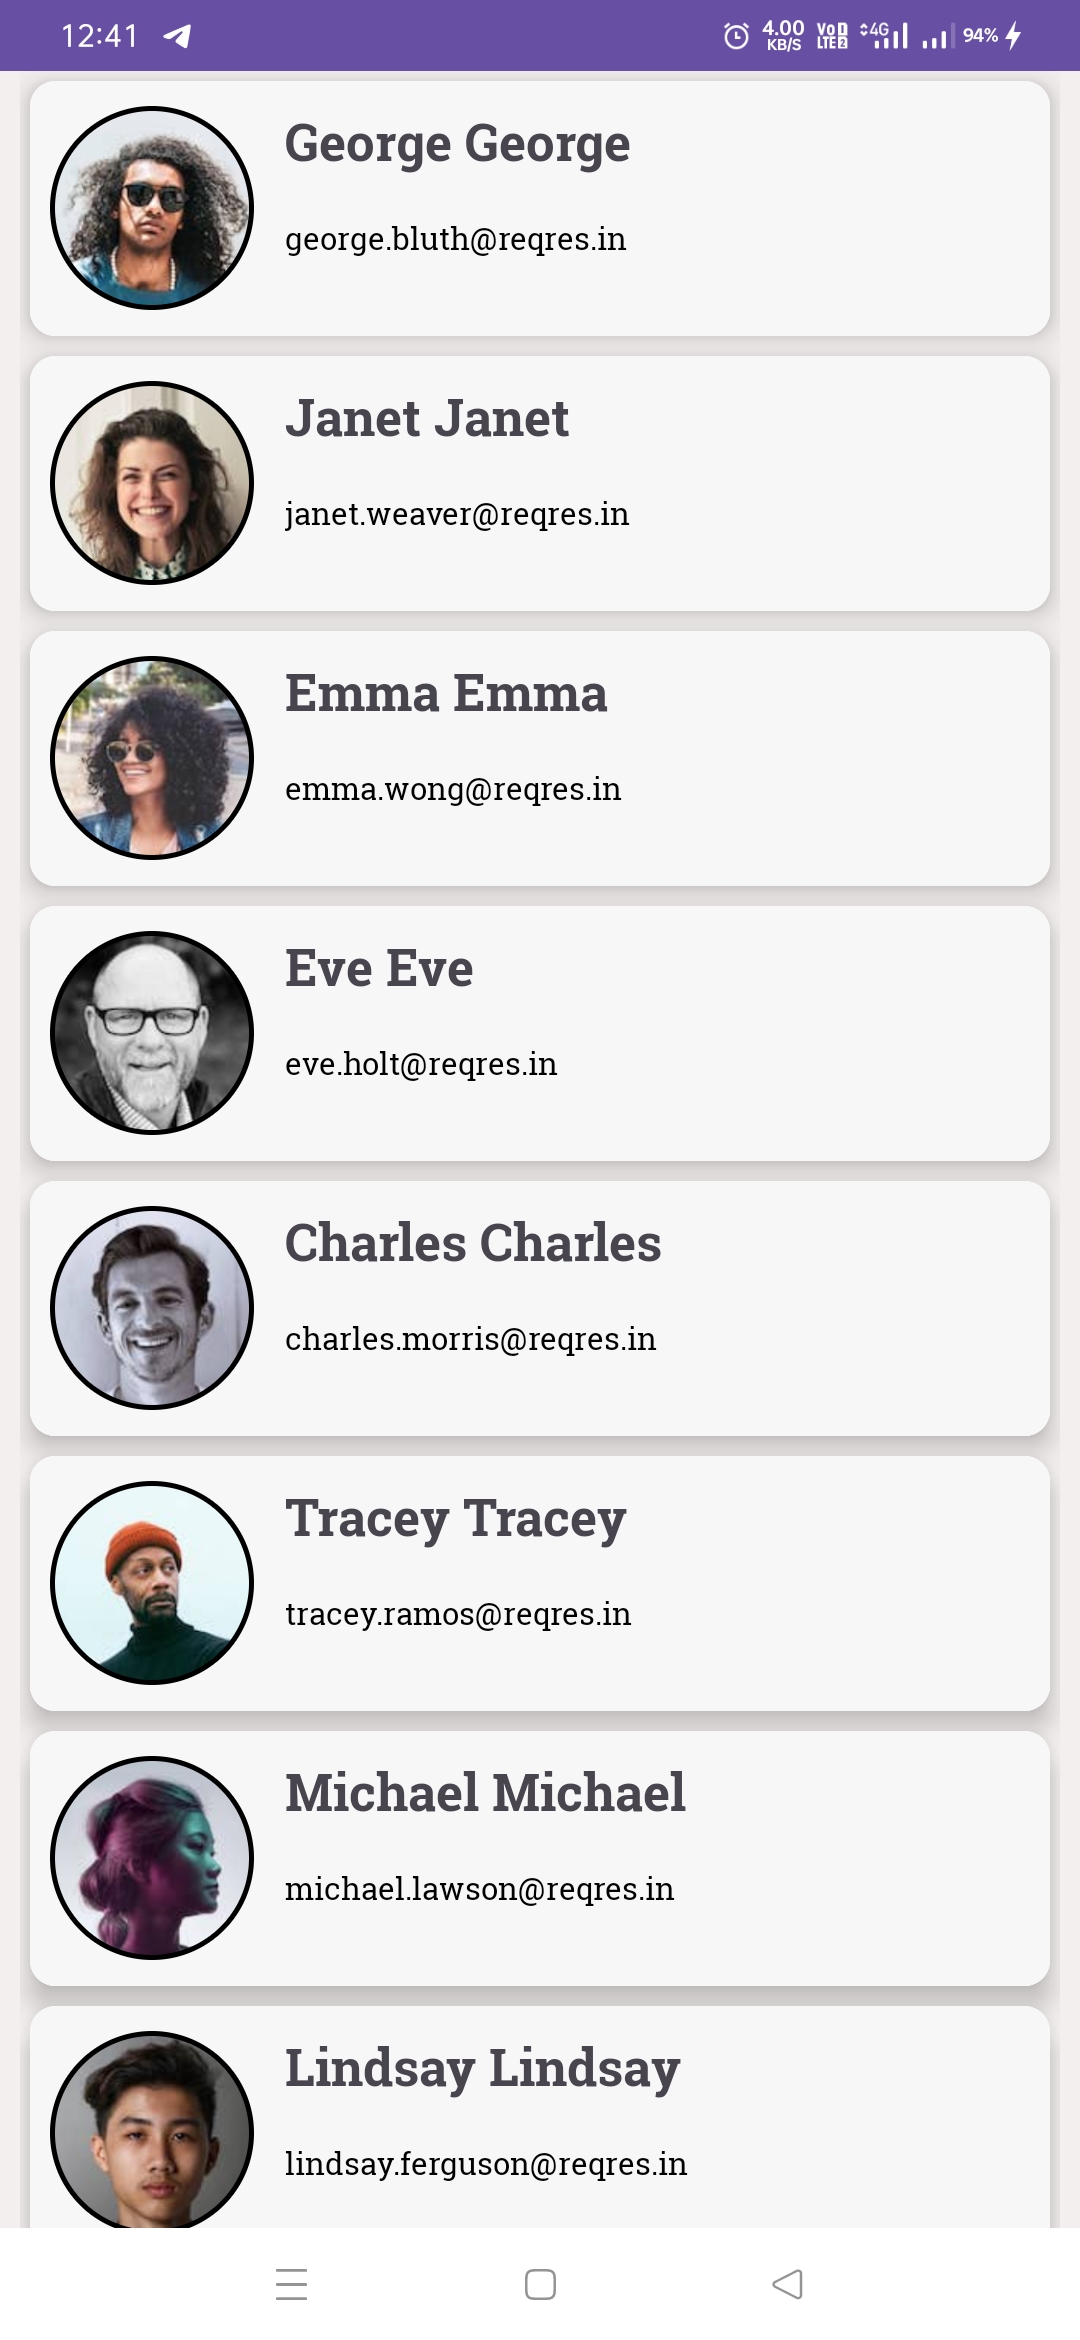 12:41 4.00 KB/S VoD LTE2 4G 94%
George George
george.bluth@reqres.in
Janet Janet
janet.weaver@reqres.in
Emma Emma
emma.wong@reqres.in
Eve Eve
eve.holt@reqres.in
Charles Charles
charles.morris@reqres.in
Tracey Tracey
tracey.ramos@reqres.in
Michael Michael
michael.lawson@reqres.in
Lindsay Lindsay
lindsay.ferguson@reqres.in